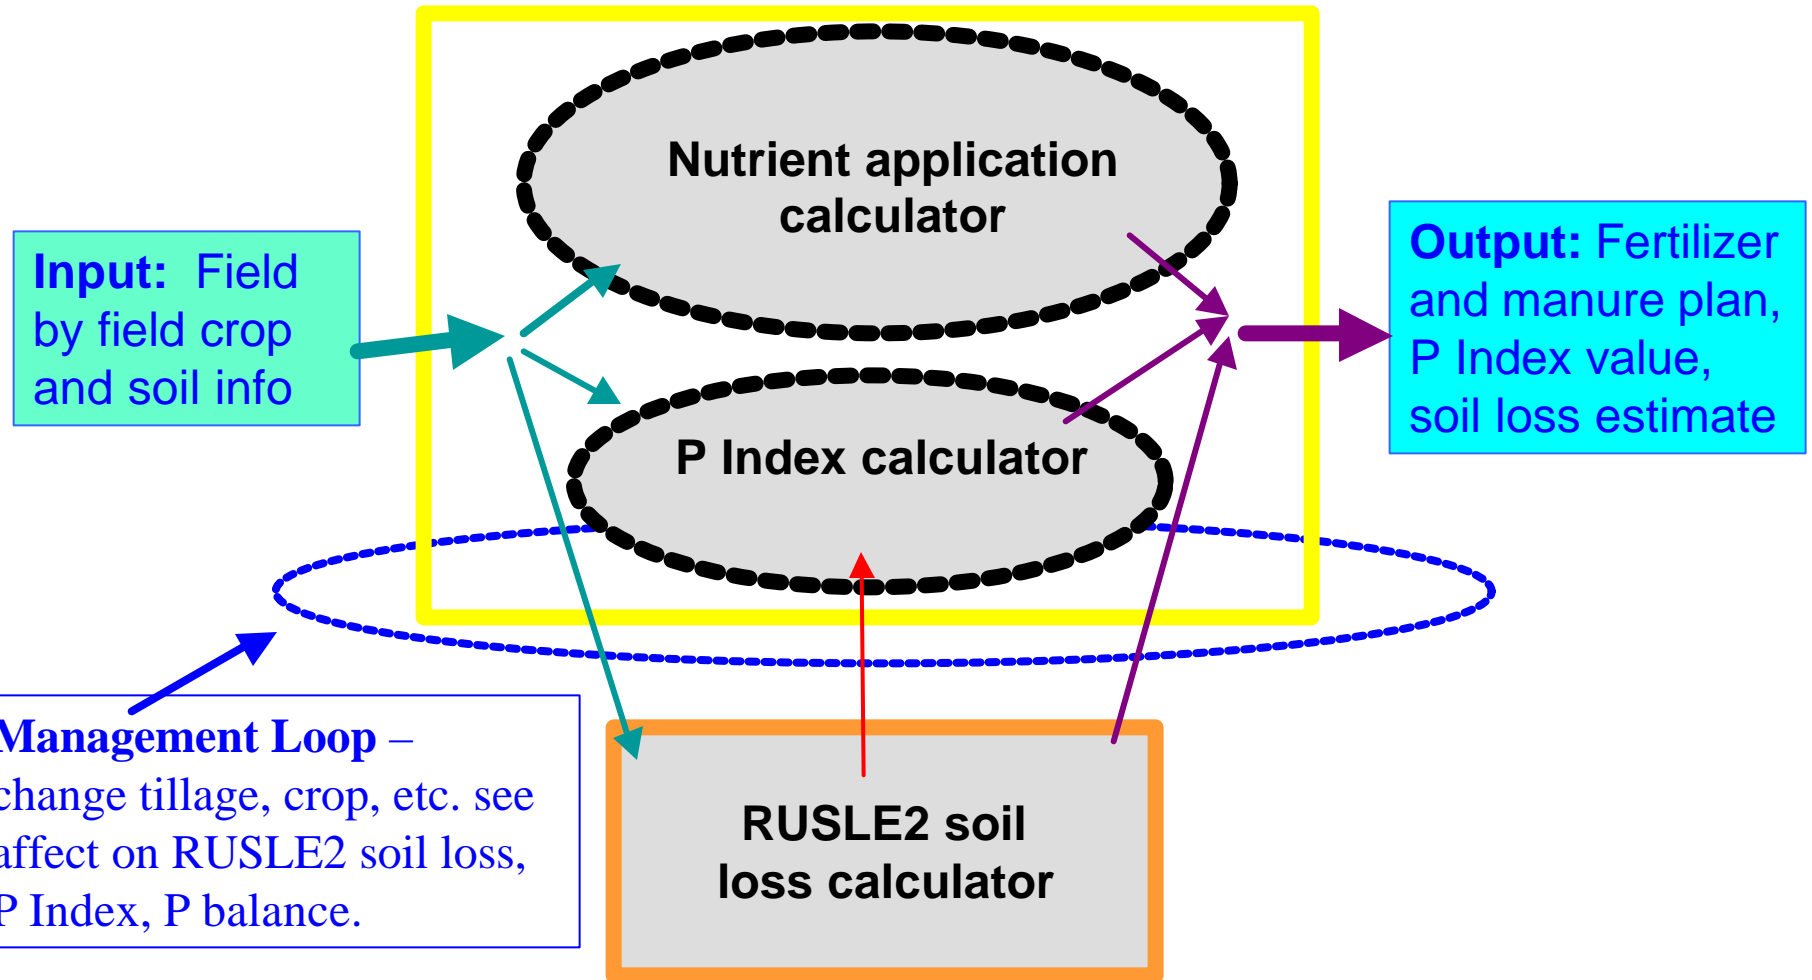 Nutrient application
calculator
Input: Field
by field crop
and soil info
Output: Fertilizer
and manure plan,
P Index value,
soil loss estimate
P Index calculator
Management Loop –
change tillage, crop, etc. see
affect on RUSLE2 soil loss,
P Index, P balance.
RUSLE2 soil
loss calculator